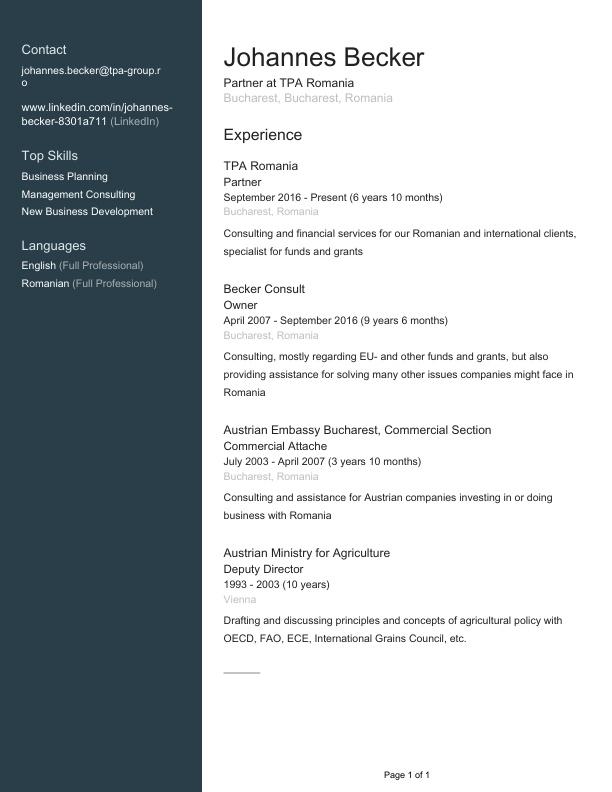 Contact
johannes.becker@tpa-group.r
o
www.linkedin.com/in/johannes-
becker-8301a711 (LinkedIn)
Top Skills
Business Planning
Management Consulting
New Business Development
Languages
English (Full Professional)
Romanian (Full Professional)
Johannes Becker
Partner at TPA Romania
Bucharest, Bucharest, Romania
Experience
TPA Romania
Partner
September 2016 - Present (6 years 10 months)
Bucharest, Romania
Consulting and financial services for our Romanian and international clients,
specialist for funds and grants
Becker Consult
Owner
April 2007 - September 2016 (9 years 6 months)
Bucharest, Romania
Consulting, mostly regarding EU- and other funds and grants, but also
providing assistance for solving many other issues companies might face in
Romania
Austrian Embassy Bucharest, Commercial Section
Commercial Attache
July 2003 - April 2007 (3 years 10 months)
Bucharest, Romania
Consulting and assistance for Austrian companies investing in or doing
business with Romania
Austrian Ministry for Agriculture
Deputy Director
1993 - 2003 (10 years)
Vienna
Drafting and discussing principles and concepts of agricultural policy with
OECD, FAO, ECE, International Grains Council, etc.
Page 1 of 1